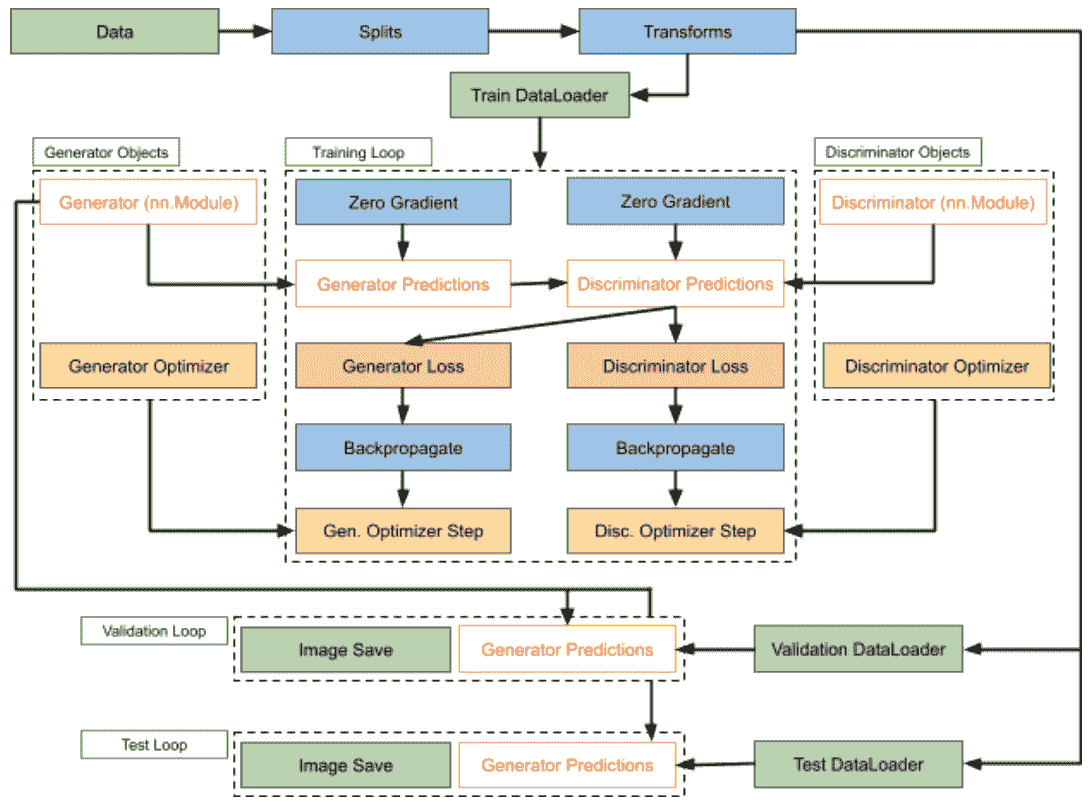 Data
Splits
Transforms
Train DataLoader
Generator Objects
Training Loop
Discriminator Objects
Generator (nn.Module)
Zero Gradient
Zero Gradient
Discriminator (nn.Module)
Generator Predictions
Discriminator Predictions
Generator Optimizer
Generator Loss
Discriminator Loss
Discriminator Optimizer
Backpropagate
Backpropagate
Gen. Optimizer Step
Disc. Optimizer Step
Validation Loop
Image Save
Generator Predictions
Validation DataLoader
Test Loop
Image Save
Generator Predictions
Test DataLoader